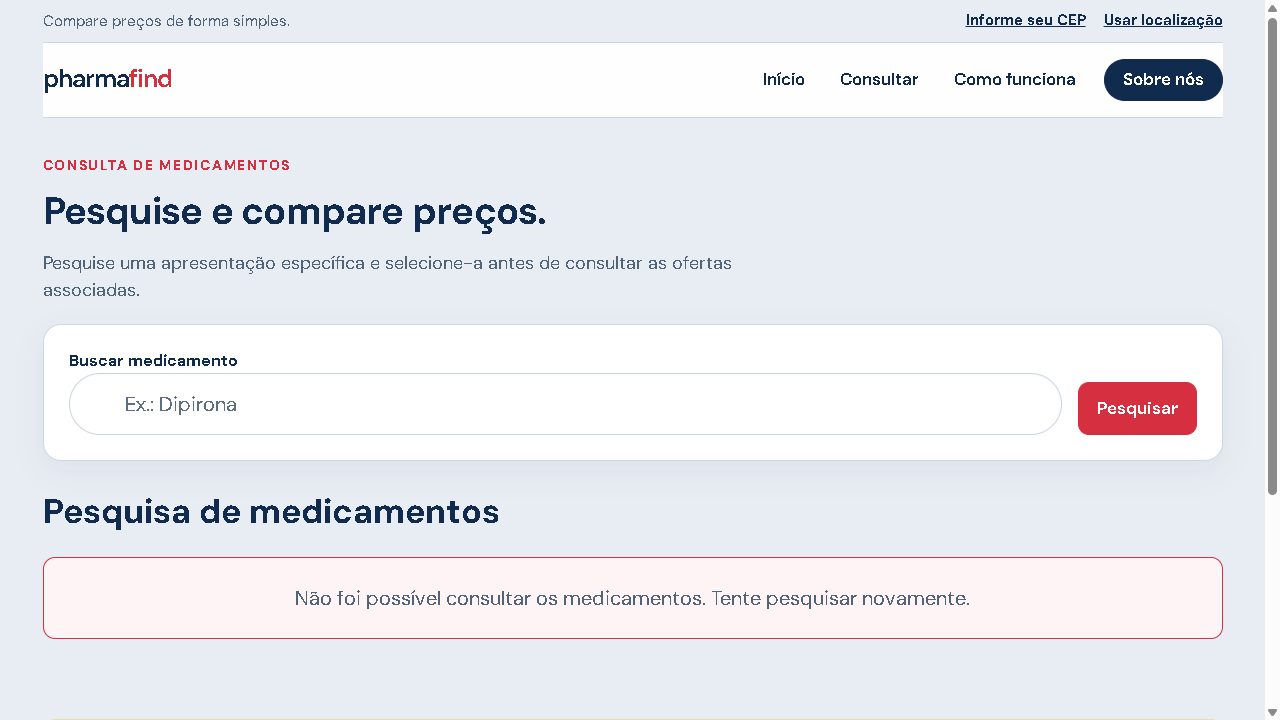 Compare preços de forma simples.
Informe seu CEP Usar localização
pharmafind
Início Consultar Como funciona Sobre nós
CONSULTA DE MEDICAMENTOS
Pesquise e compare preços.
Pesquise uma apresentação específica e selecione-a antes de consultar as ofertas
associadas.
Buscar medicamento
Ex.: Dipirona
Pesquisar
Pesquisa de medicamentos
Não foi possível consultar os medicamentos. Tente pesquisar novamente.